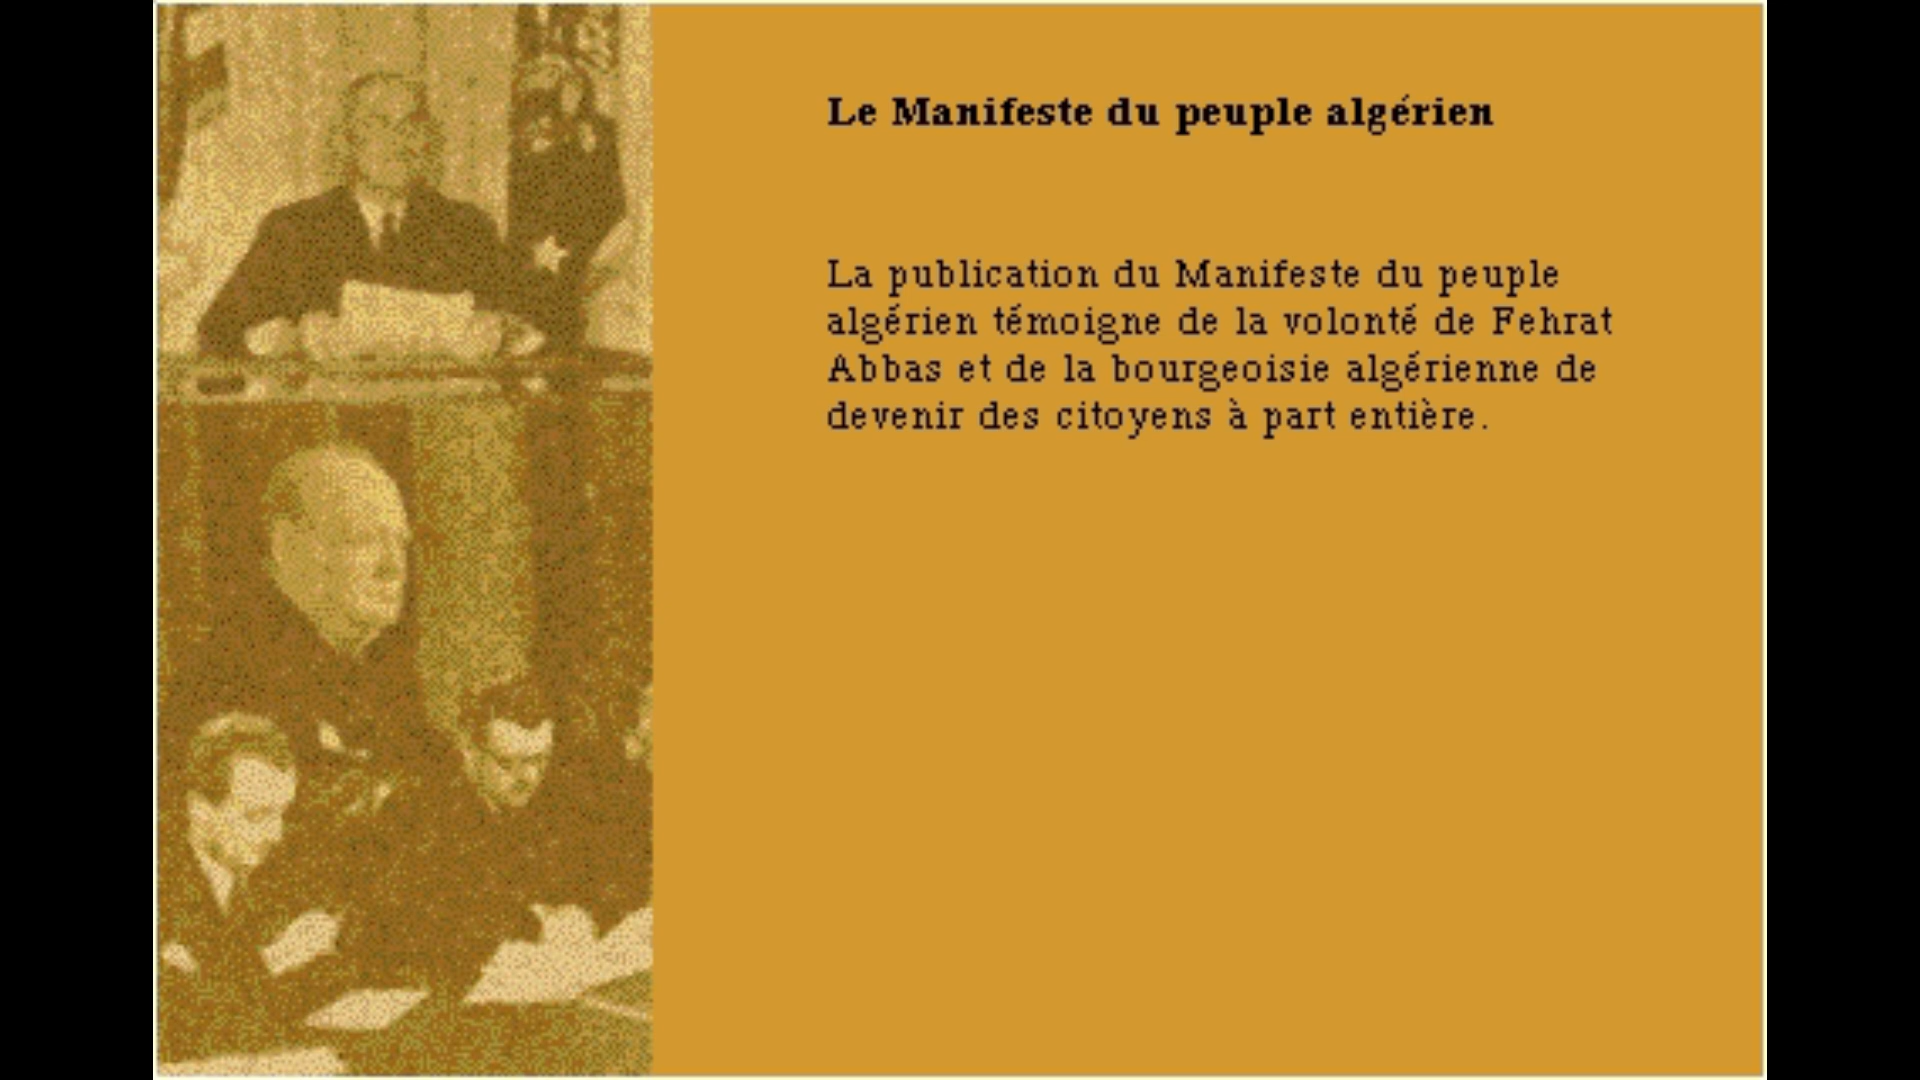 Le Manifeste du peuple algérien
La publication du Manifeste du peuple
algérien témoigne de la volonté de Fehrat
Abbas et de la bourgeoisie algérienne de
devenir des citoyens à part entière.